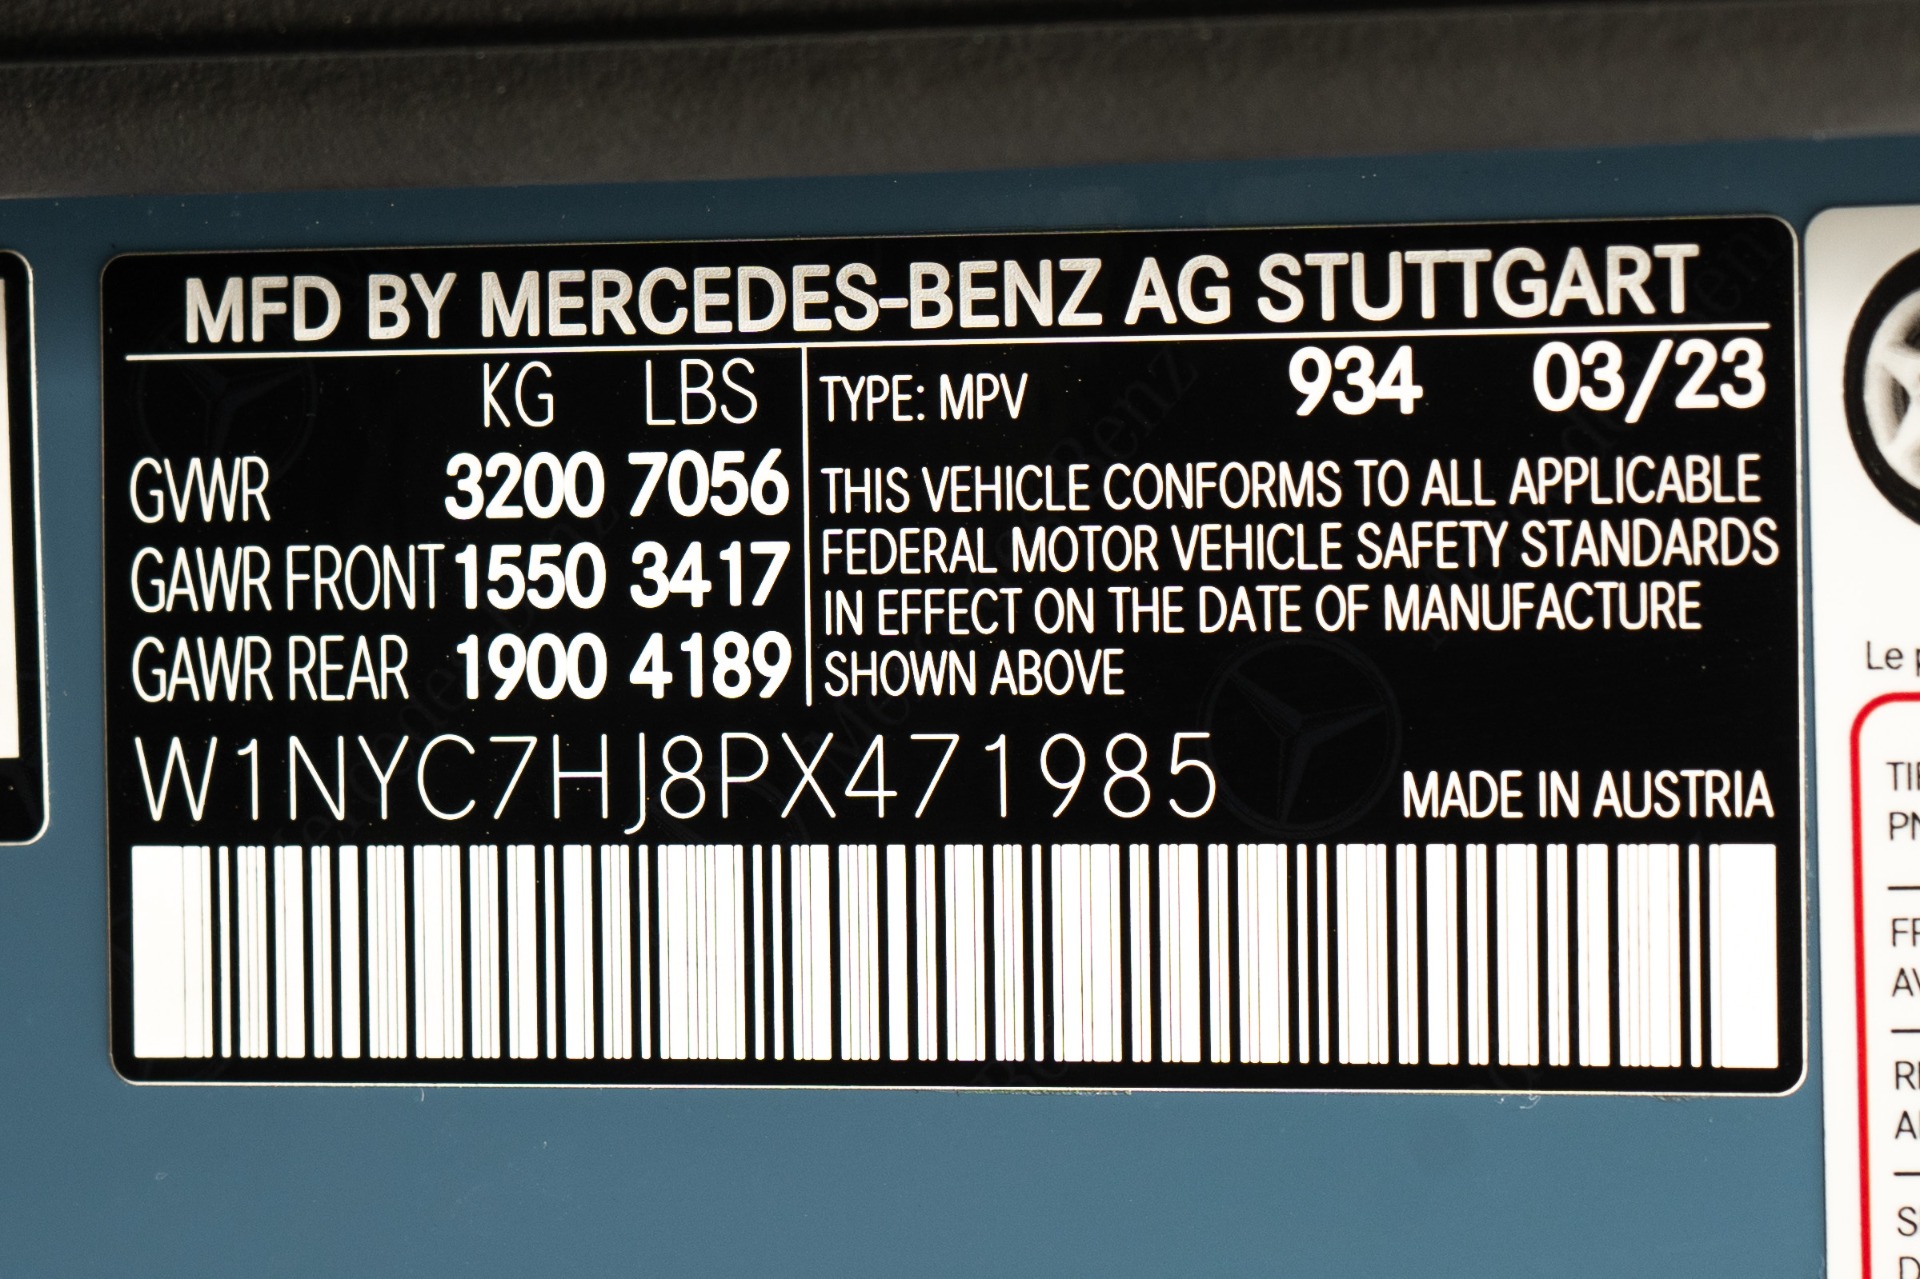 MFD BY MERCEDES-BENZ AG STUTTGART
KG LBS
GVWR 3200 7056
GAWR FRONT 1550 3417
GAWR REAR 1900 4189
TYPE: MPV 934 03/23
THIS VEHICLE CONFORMS TO ALL APPLICABLE
FEDERAL MOTOR VEHICLE SAFETY STANDARDS
IN EFFECT ON THE DATE OF MANUFACTURE
SHOWN ABOVE
W1NYC7HJ8PX471985
MADE IN AUSTRIA
Le